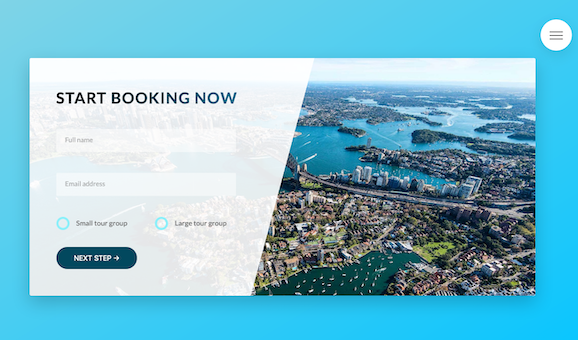 START BOOKING NOW
Full name
Email address
Small tour group
Large tour group
NEXT STEP →